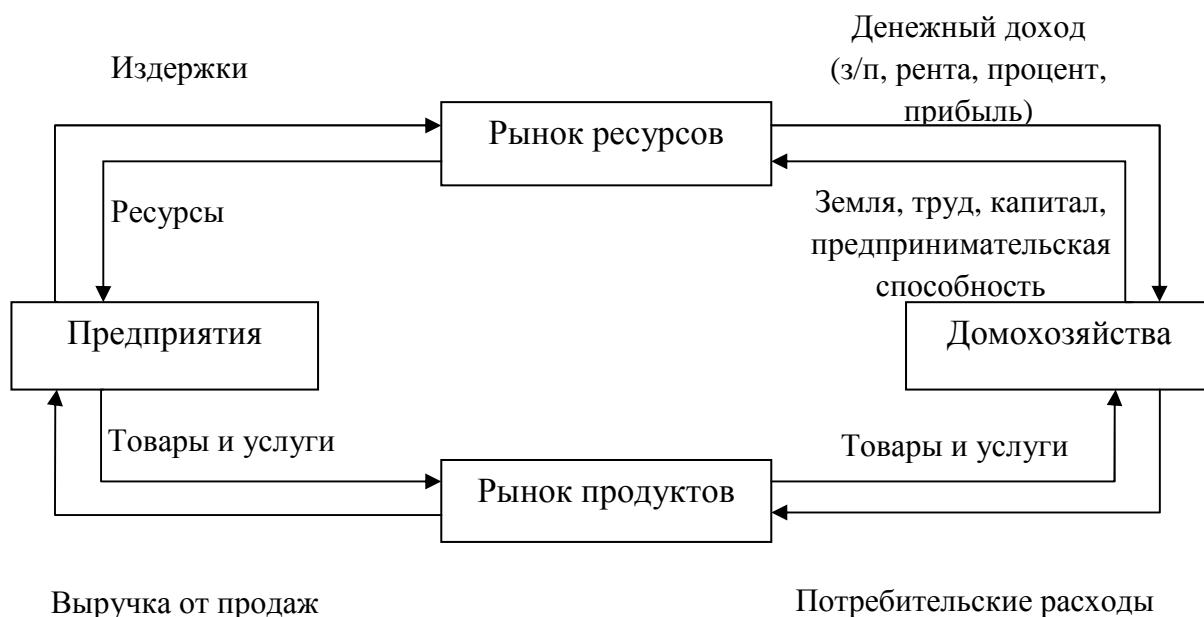 Денежный доход
(з/п, рента, процент,
прибыль)
Издержки
Рынок ресурсов
Ресурсы
Земля, труд, капитал,
предпринимательская
способность
Предприятия
Домохозяйства
Товары и услуги
Товары и услуги
Рынок продуктов
Выручка от продаж
Потребительские расходы